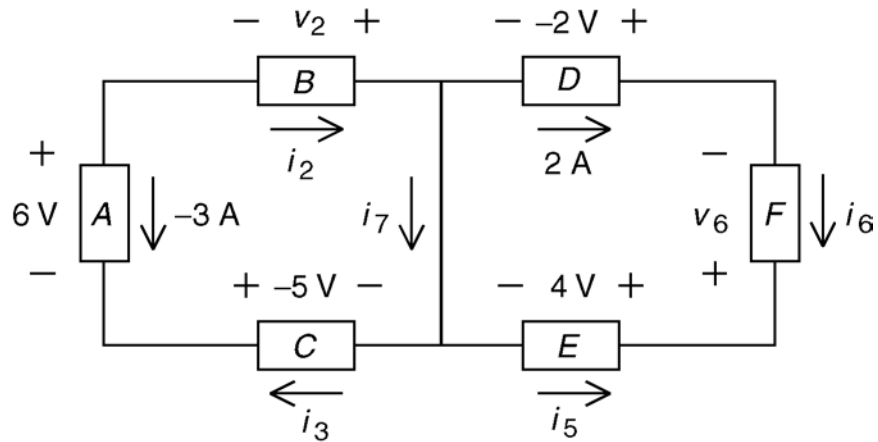 − v2 + − −2 V +
B D
+ i2 2 A −
6 V A −3 A i7 v6 F i6
− + −5 V − − 4 V + +
C E
i3 i5